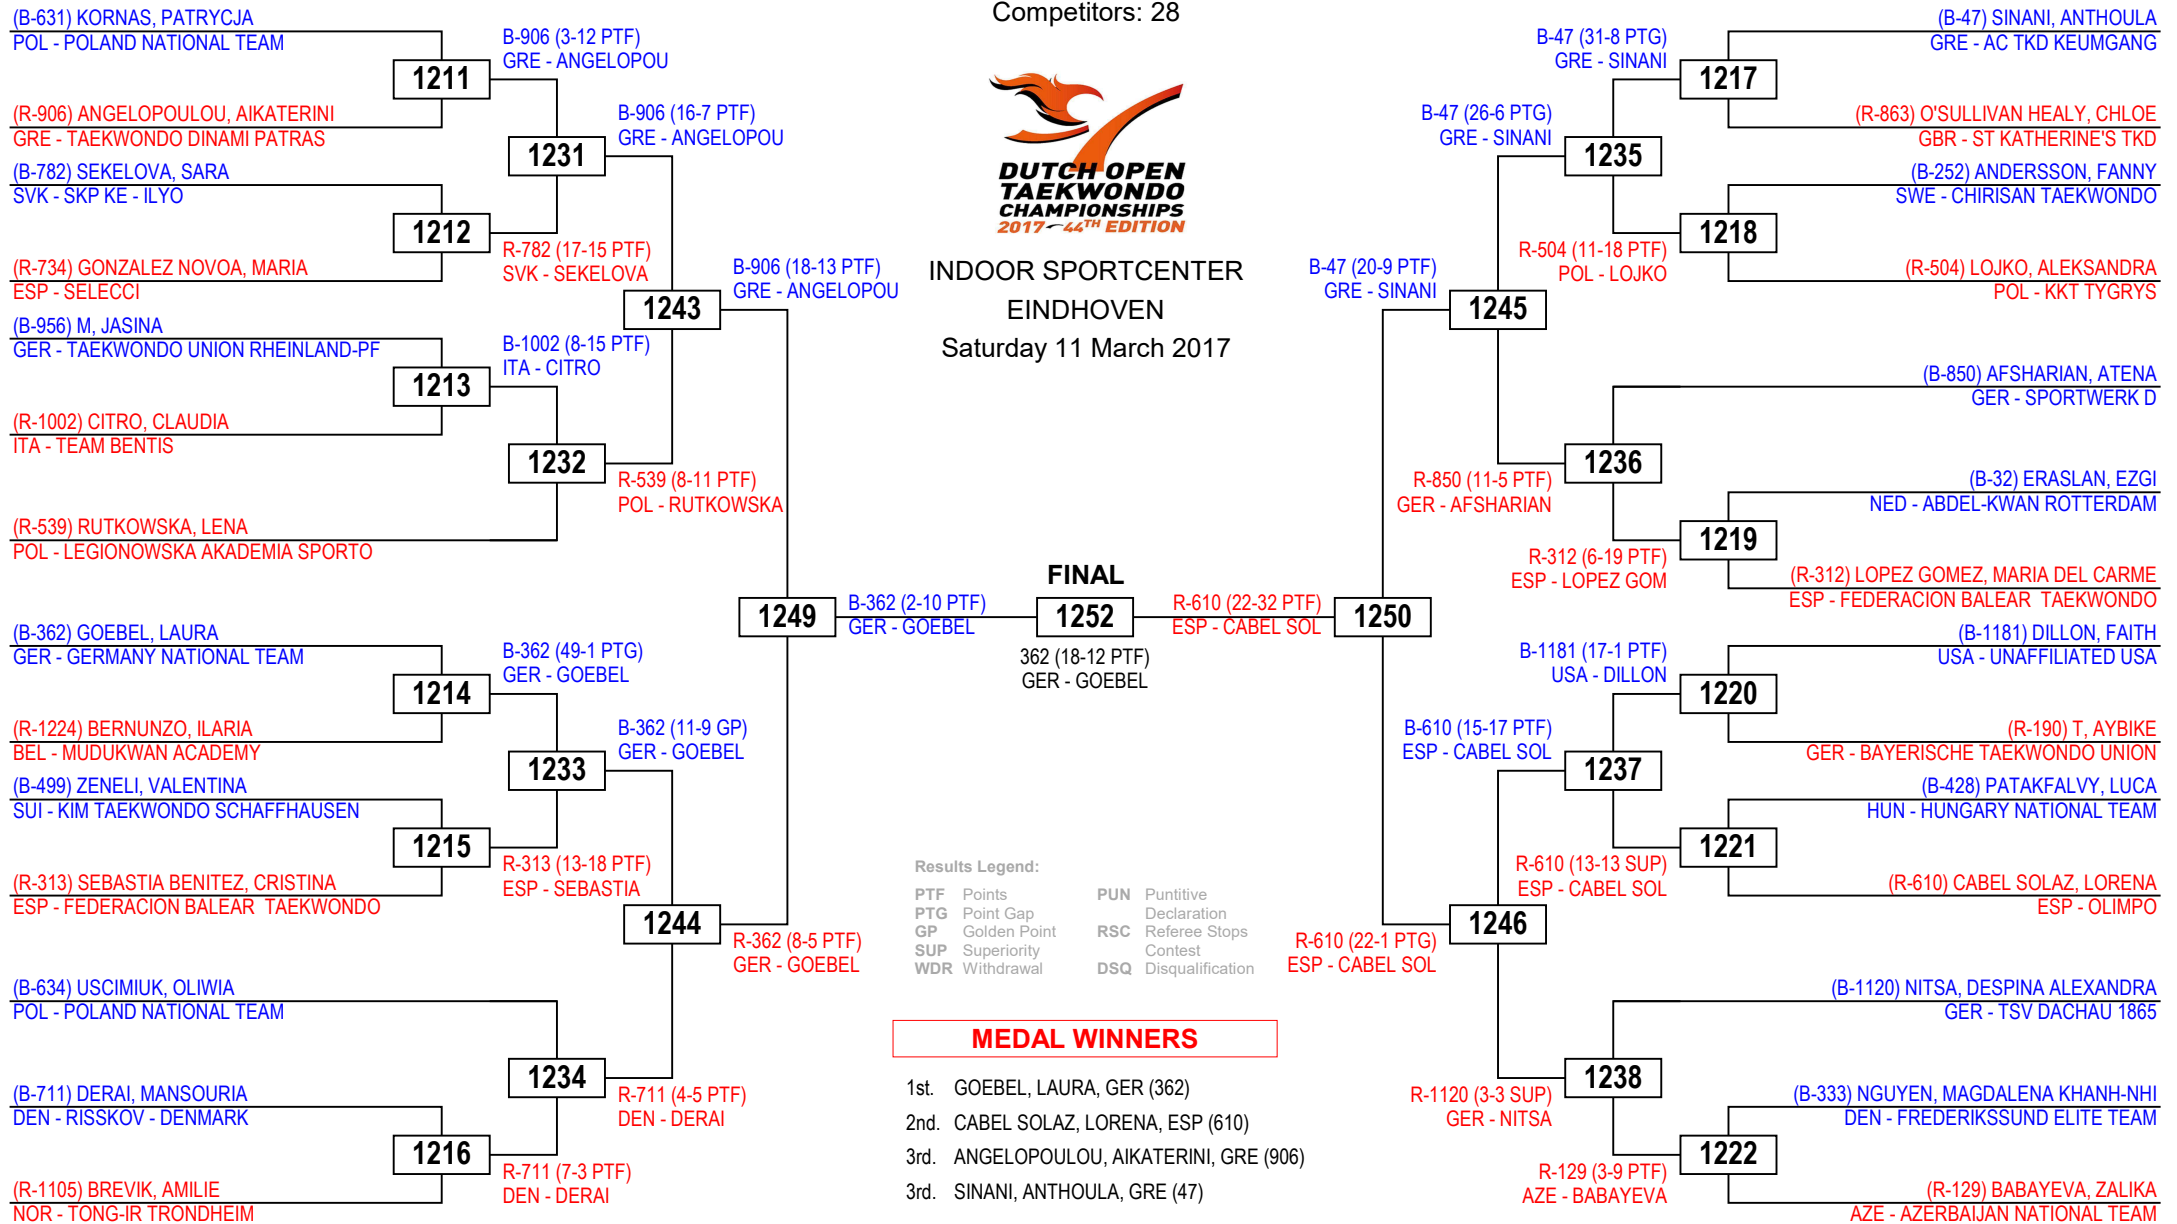 Competitors: 28
DUTCH OPEN
TAEKWONDO
CHAMPIONSHIPS
2017 44TH EDITION
INDOOR SPORTCENTER
EINDHOVEN
Saturday 11 March 2017
(B-631) KORNAS, PATRYCJA
POL - POLAND NATIONAL TEAM
1211
(R-906) ANGELOPOULOU, AIKATERINI
GRE - TAEKWONDO DINAMI PATRAS
(B-782) SEKELOVA, SARA
SVK - SKP KE - ILYO
1212
(R-734) GONZALEZ NOVOA, MARIA
ESP - SELECCI
(B-956) M, JASINA
GER - TAEKWONDO UNION RHEINLAND-PF
1213
(R-1002) CITRO, CLAUDIA
ITA - TEAM BENTIS
(R-539) RUTKOWSKA, LENA
POL - LEGIONOWSKA AKADEMIA SPORTO
(B-362) GOEBEL, LAURA
GER - GERMANY NATIONAL TEAM
1214
(R-1224) BERNUNZO, ILARIA
BEL - MUDUKWAN ACADEMY
(B-499) ZENELI, VALENTINA
SUI - KIM TAEKWONDO SCHAFFHAUSEN
1215
(R-313) SEBASTIA BENITEZ, CRISTINA
ESP - FEDERACION BALEAR  TAEKWONDO
(B-634) USCIMIUK, OLIWIA
POL - POLAND NATIONAL TEAM
(B-711) DERAI, MANSOURIA
DEN - RISSKOV - DENMARK
1216
(R-1105) BREVIK, AMILIE
NOR - TONG-IR TRONDHEIM
B-906 (3-12 PTF)
GRE - ANGELOPOU
1231
R-782 (17-15 PTF)
SVK - SEKELOVA
B-1002 (8-15 PTF)
ITA - CITRO
1232
B-362 (49-1 PTG)
GER - GOEBEL
1233
R-313 (13-18 PTF)
ESP - SEBASTIA
1234
R-711 (7-3 PTF)
DEN - DERAI
B-906 (16-7 PTF)
GRE - ANGELOPOU
1243
R-539 (8-11 PTF)
POL - RUTKOWSKA
B-362 (11-9 GP)
GER - GOEBEL
1244
R-711 (4-5 PTF)
DEN - DERAI
B-906 (18-13 PTF)
GRE - ANGELOPOU
1249
R-362 (8-5 PTF)
GER - GOEBEL
B-362 (2-10 PTF)
GER - GOEBEL
FINAL
1252
362 (18-12 PTF)
GER - GOEBEL
R-610 (22-32 PTF)
ESP - CABEL SOL
1250
B-47 (20-9 PTF)
GRE - SINANI
R-610 (22-1 PTG)
ESP - CABEL SOL
B-47 (26-6 PTG)
GRE - SINANI
1245
R-850 (11-5 PTF)
GER - AFSHARIAN
B-610 (15-17 PTF)
ESP - CABEL SOL
1246
R-1120 (3-3 SUP)
GER - NITSA
B-47 (31-8 PTG)
GRE - SINANI
1235
R-504 (11-18 PTF)
POL - LOJKO
1236
R-312 (6-19 PTF)
ESP - LOPEZ GOM
B-1181 (17-1 PTF)
USA - DILLON
1237
R-610 (13-13 SUP)
ESP - CABEL SOL
1238
R-129 (3-9 PTF)
AZE - BABAYEVA
(B-47) SINANI, ANTHOULA
GRE - AC TKD KEUMGANG
1217
(R-863) O'SULLIVAN HEALY, CHLOE
GBR - ST KATHERINE'S TKD
(B-252) ANDERSSON, FANNY
SWE - CHIRISAN TAEKWONDO
1218
(R-504) LOJKO, ALEKSANDRA
POL - KKT TYGRYS
(B-850) AFSHARIAN, ATENA
GER - SPORTWERK D
(B-32) ERASLAN, EZGI
NED - ABDEL-KWAN ROTTERDAM
1219
(R-312) LOPEZ GOMEZ, MARIA DEL CARME
ESP - FEDERACION BALEAR  TAEKWONDO
(B-1181) DILLON, FAITH
USA - UNAFFILIATED USA
1220
(R-190) T, AYBIKE
GER - BAYERISCHE TAEKWONDO UNION
(B-428) PATAKFALVY, LUCA
HUN - HUNGARY NATIONAL TEAM
1221
(R-610) CABEL SOLAZ, LORENA
ESP - OLIMPO
(B-1120) NITSA, DESPINA ALEXANDRA
GER - TSV DACHAU 1865
(B-333) NGUYEN, MAGDALENA KHANH-NHI
DEN - FREDERIKSSUND ELITE TEAM
1222
(R-129) BABAYEVA, ZALIKA
AZE - AZERBAIJAN NATIONAL TEAM
Results Legend:
PTF Points
PTG Point Gap
GP Golden Point
SUP Superiority
WDR Withdrawal
PUN Puntitive
Declaration
RSC Referee Stops
Contest
DSQ Disqualification
MEDAL WINNERS
1st. GOEBEL, LAURA, GER (362)
2nd. CABEL SOLAZ, LORENA, ESP (610)
3rd. ANGELOPOULOU, AIKATERINI, GRE (906)
3rd. SINANI, ANTHOULA, GRE (47)